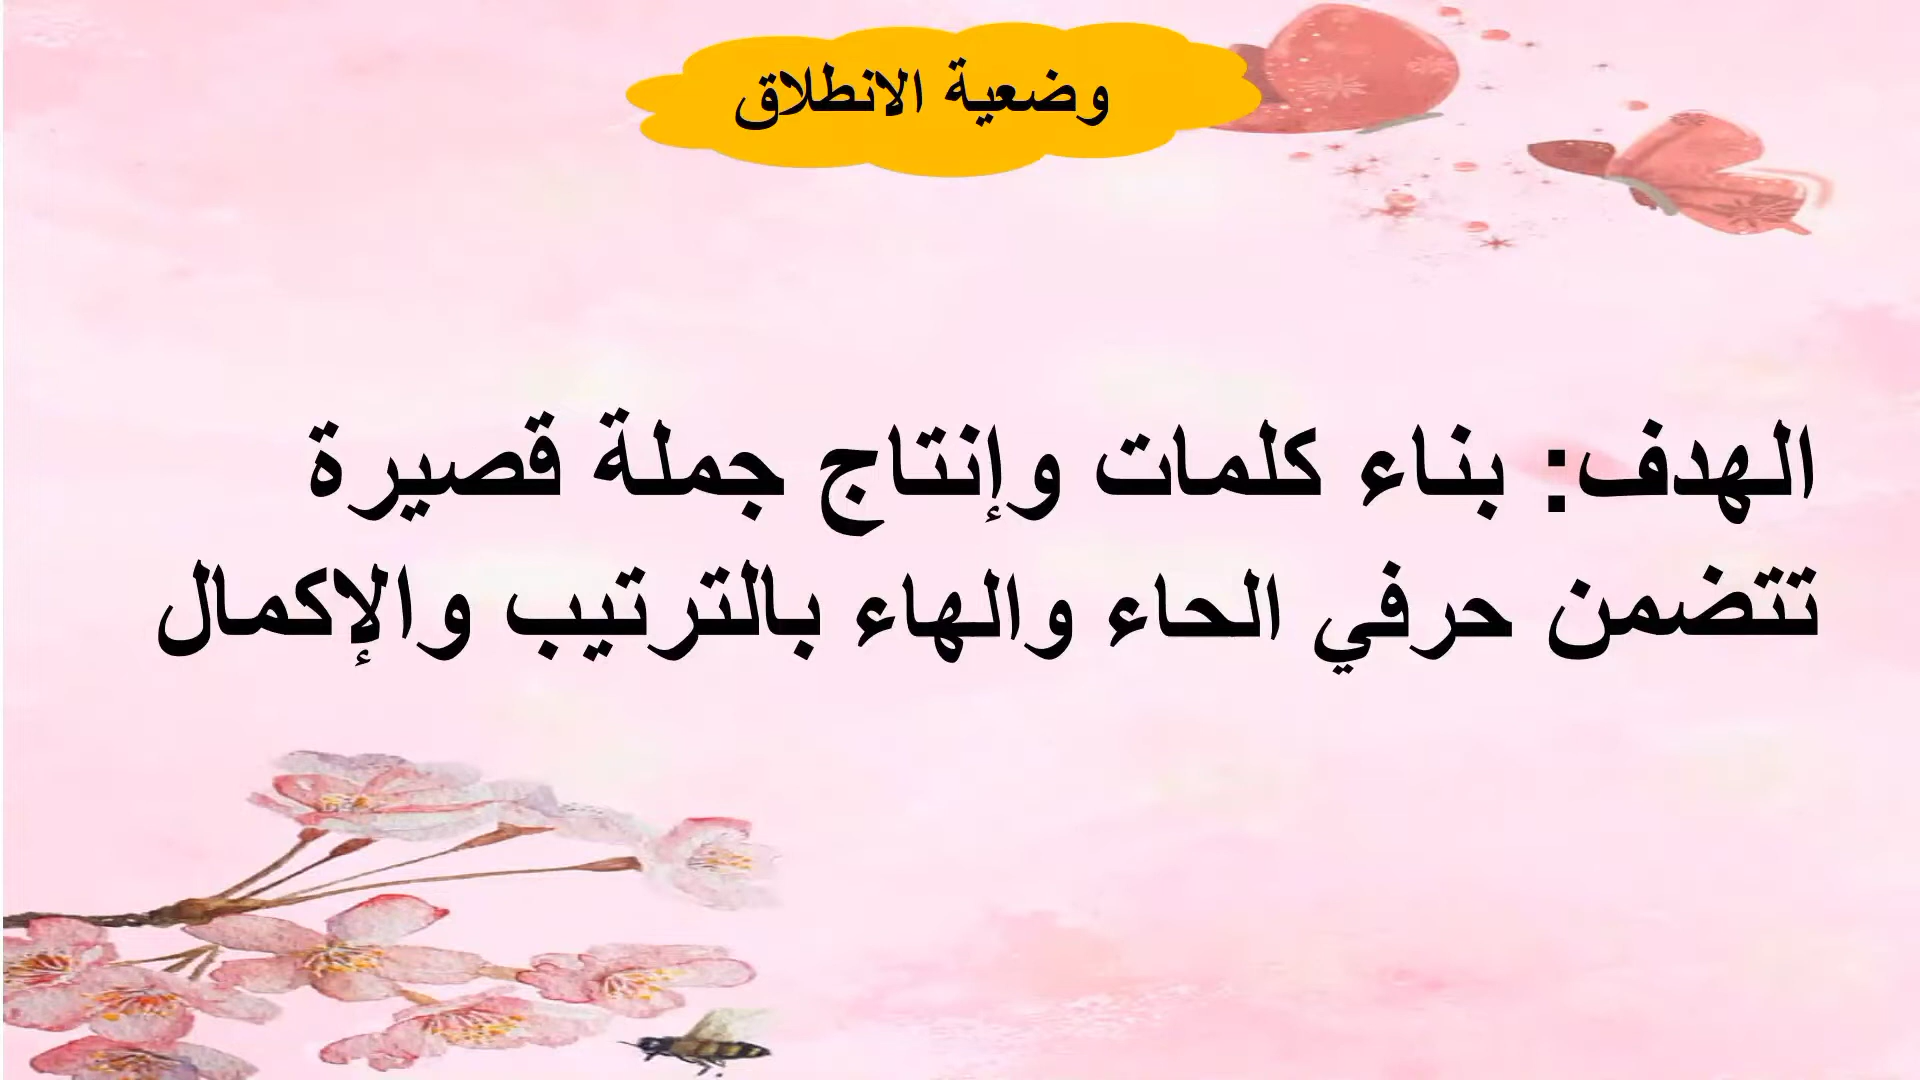 وضعية الانطلاق
الهدف: بناء كلمات وإنتاج جملة قصيرة
تتضمن حرفي الحاء والهاء بالترتيب والإكمال